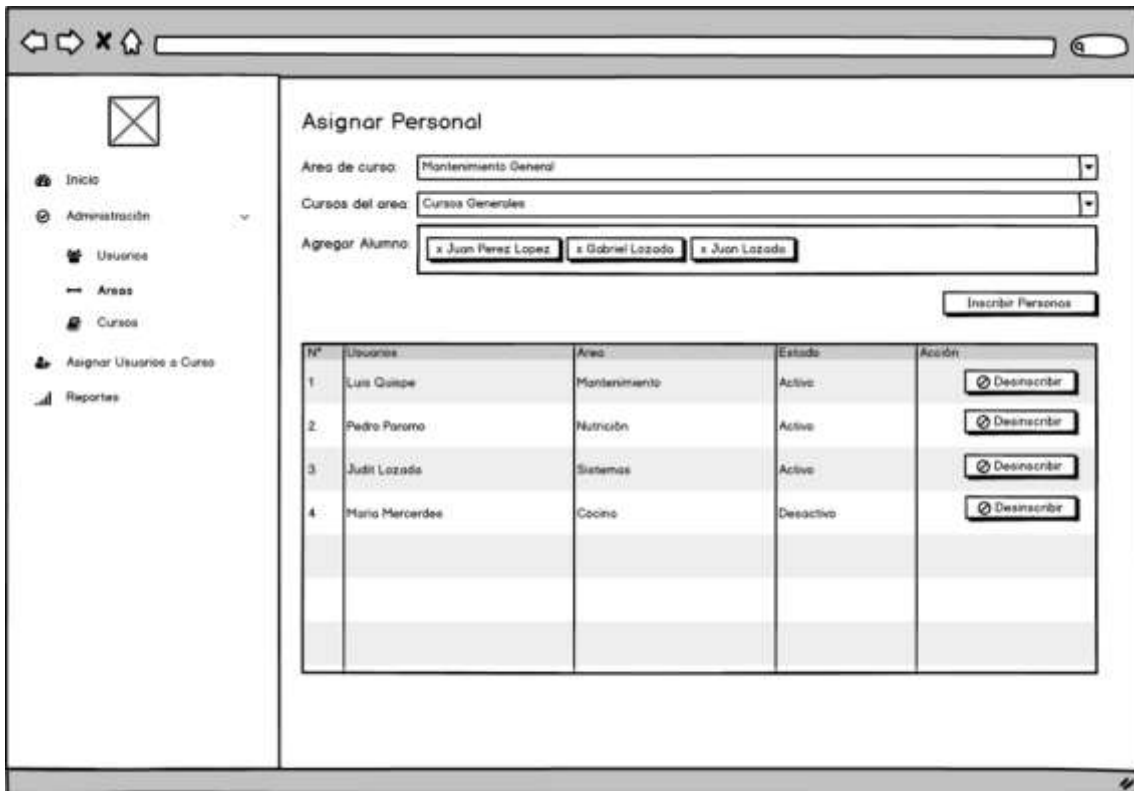 Asignar Personal
Area de curso: Mantenimiento General
Cursos del area: Cursos Generales
Agregar Alumno: x Juan Perez Lopez x Gabriel Lozada x Juan Lozada
Inscribir Personas
Inicio
Administración
Usuarios
Areas
Cursos
Asignar Usuarios a Curso
Reportes
N° Usuarios Area Estado Acción
1 Luis Quispe Mantenimiento Activo Desinscribir
2 Pedro Paramo Nutrición Activo Desinscribir
3 Judit Lozada Sistemas Activo Desinscribir
4 Maria Mercerdes Cocina Desactivo Desinscribir